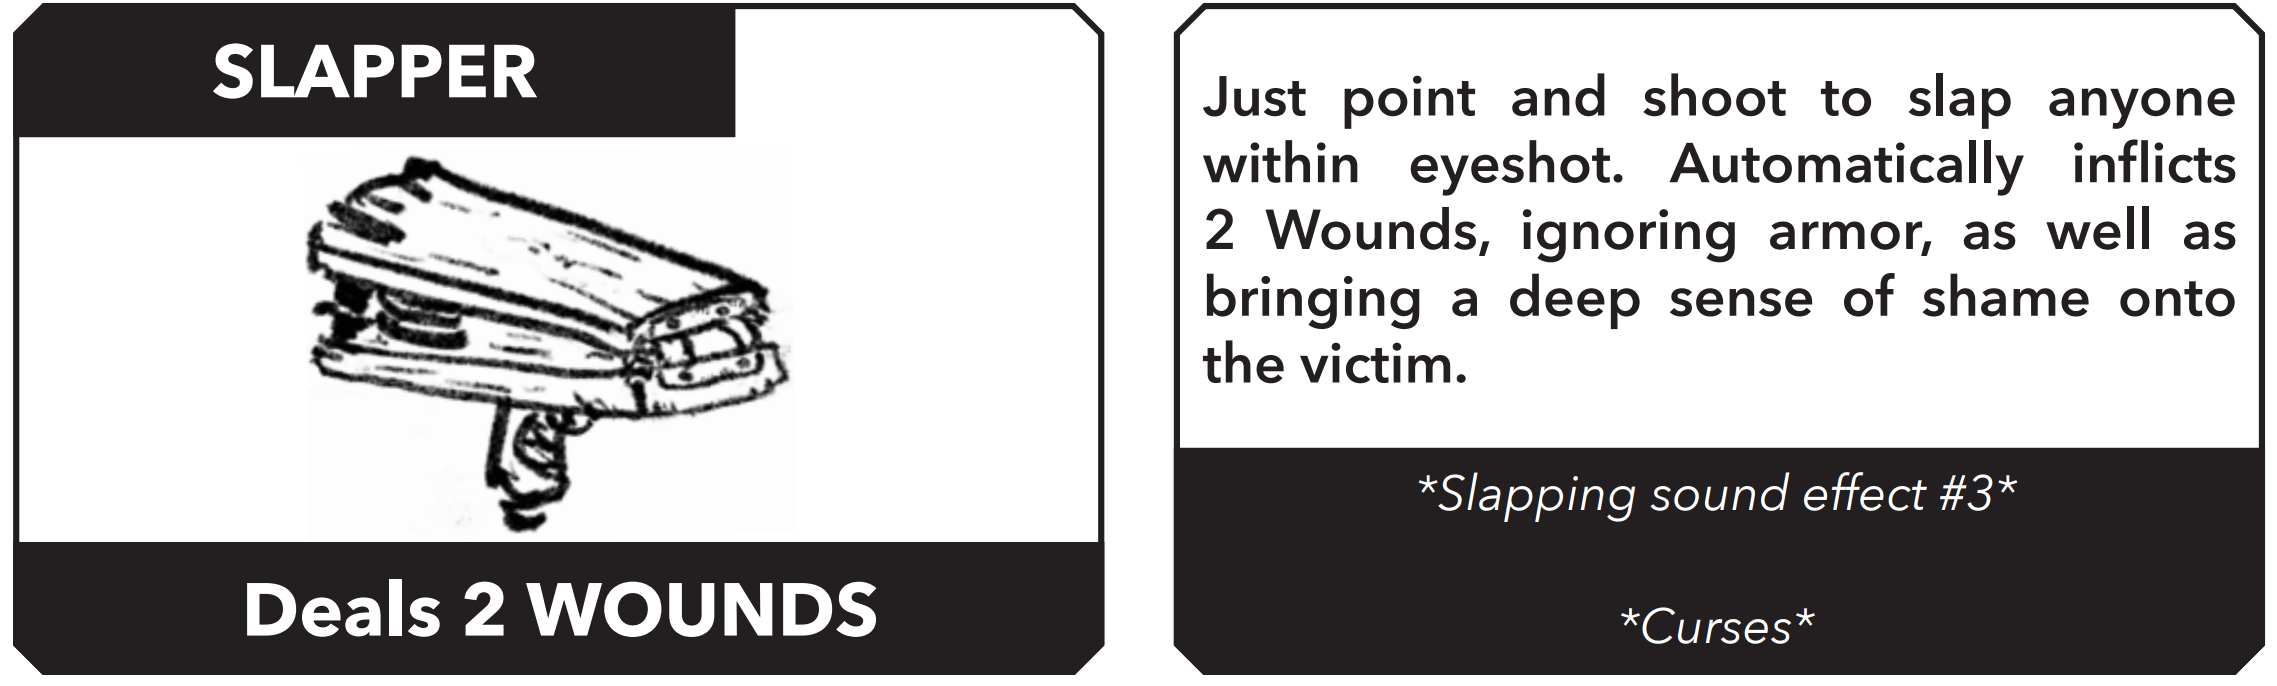 SLAPPER
Deals 2 WOUNDS
Just point and shoot to slap anyone
within eyeshot. Automatically inflicts
2 Wounds, ignoring armor, as well as
bringing a deep sense of shame onto
the victim.
*Slapping sound effect #3*
*Curses*